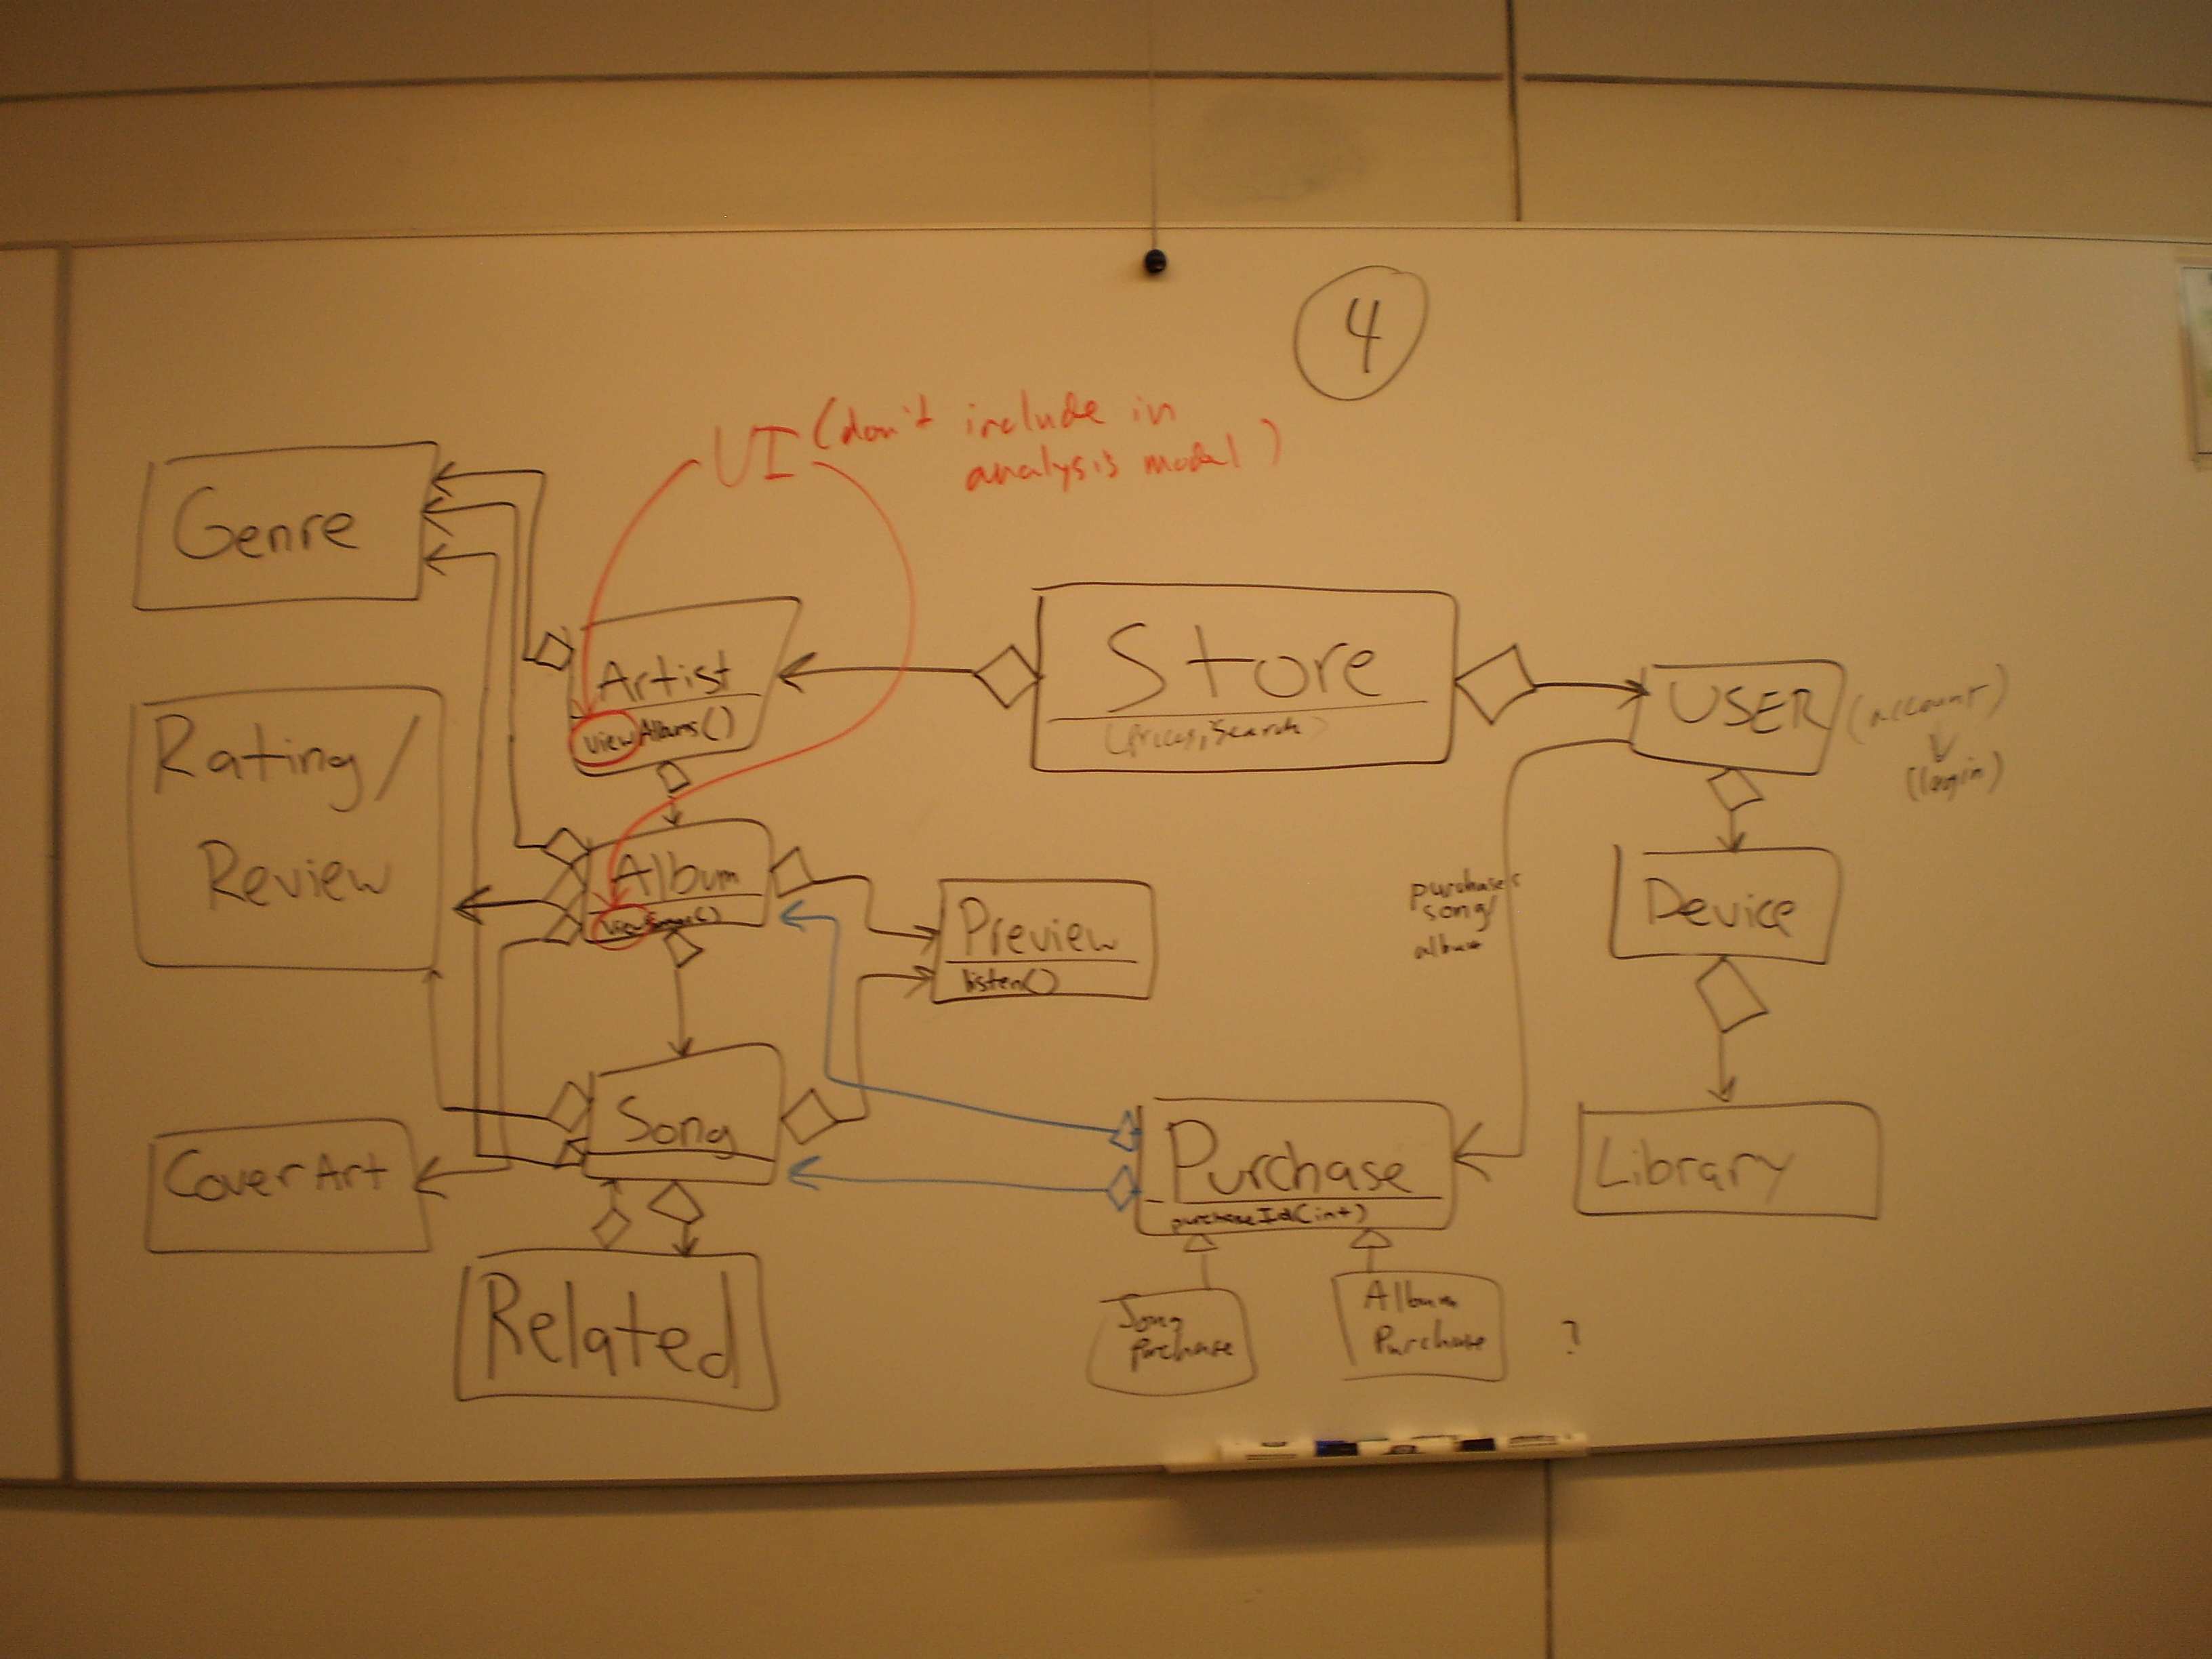 4
UI (don't include in
analysis model)
Genre
Artist
viewAlbums()
Store
(prices, search)
USER
(account)
(login)
Rating/
Review
Album
viewSongs()
Preview
listen()
purchases
song/
album
Device
Song
CoverArt
Purchase
purchaseId(int)
Library
Related
Song
Purchase
Album
Purchase
?